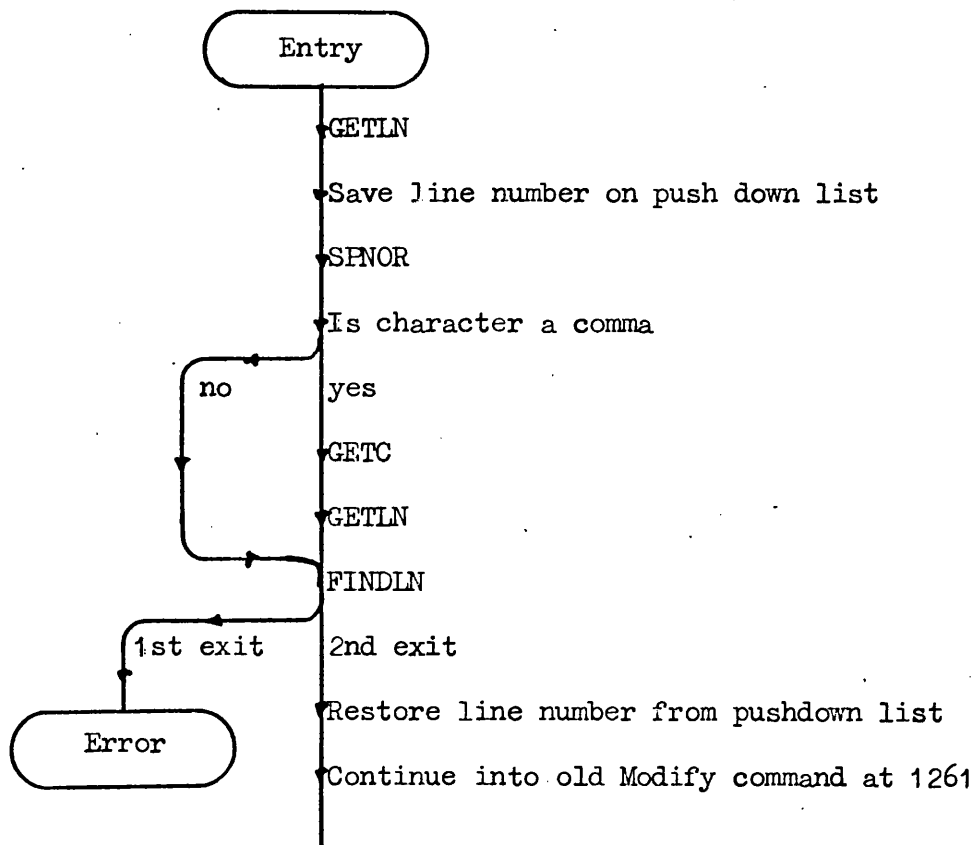 Entry
GETLN
Save line number on push down list
SPNOR
Is character a comma
no
yes
GETC
GETLN
FINDLN
1st exit
2nd exit
Restore line number from pushdown list
Error
Continue into old Modify command at 1261